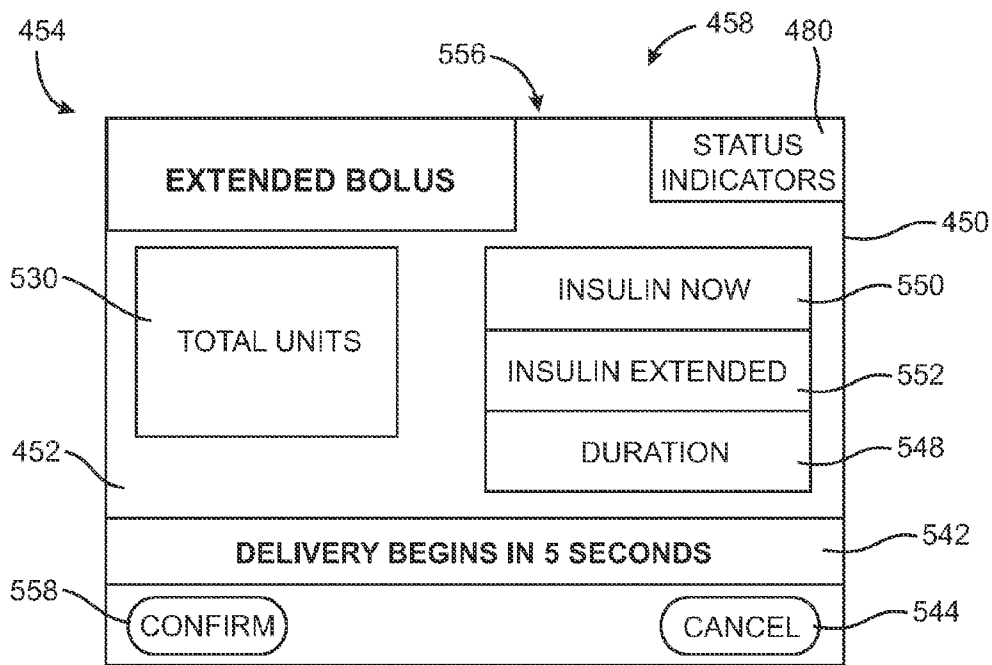 454
556
458
480
EXTENDED BOLUS
STATUS
INDICATORS
450
530
TOTAL UNITS
INSULIN NOW
550
INSULIN EXTENDED
552
DURATION
548
452
DELIVERY BEGINS IN 5 SECONDS
542
558
CONFIRM
CANCEL
544